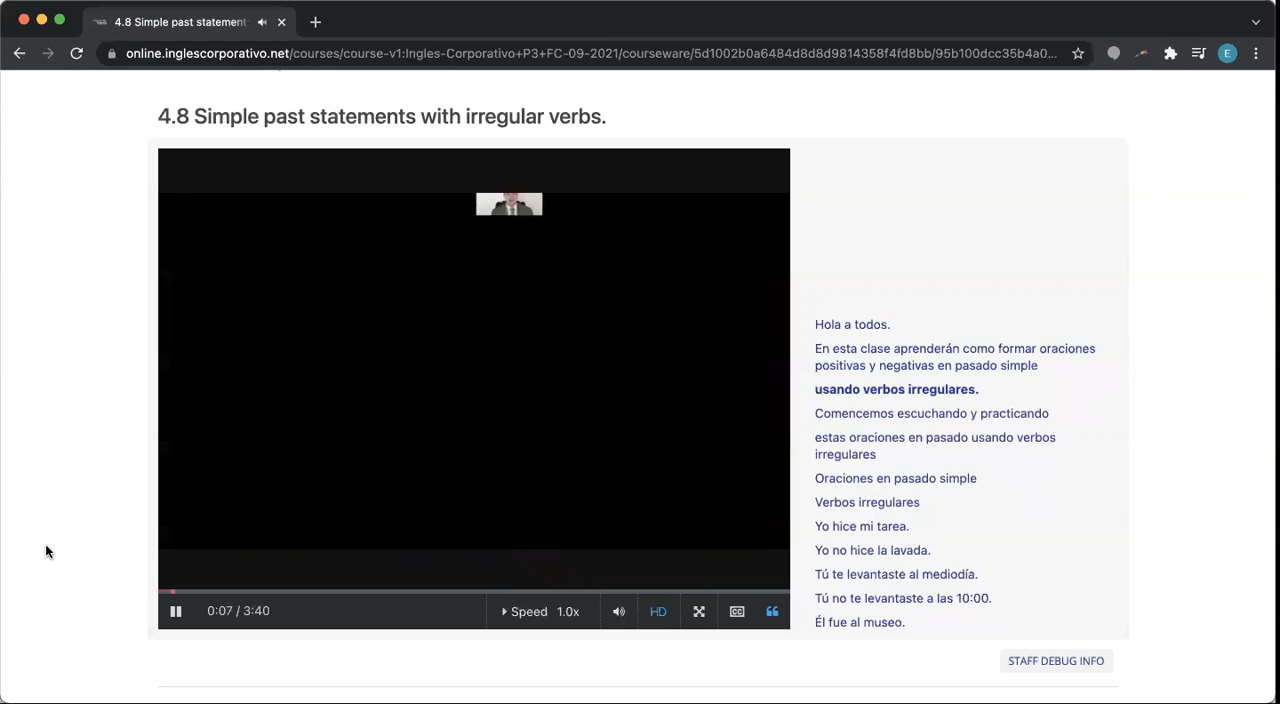 4.8 Simple past statement
online.inglescorporativo.net/courses/course-v1:Ingles-Corporativo+P3+FC-09-2021/courseware/5d1002b0a6484d8d8d9814358f4fd8bb/95b100dcc35b4a0...
E
4.8 Simple past statements with irregular verbs.
Hola a todos.
En esta clase aprenderán como formar oraciones
positivas y negativas en pasado simple
usando verbos irregulares.
Comencemos escuchando y practicando
estas oraciones en pasado usando verbos
irregulares
Oraciones en pasado simple
Verbos irregulares
Yo hice mi tarea.
Yo no hice la lavada.
Tú te levantaste al mediodía.
Tú no te levantaste a las 10:00.
Él fue al museo.
0:07 / 3:40
Speed 1.0x
HD
CC
STAFF DEBUG INFO